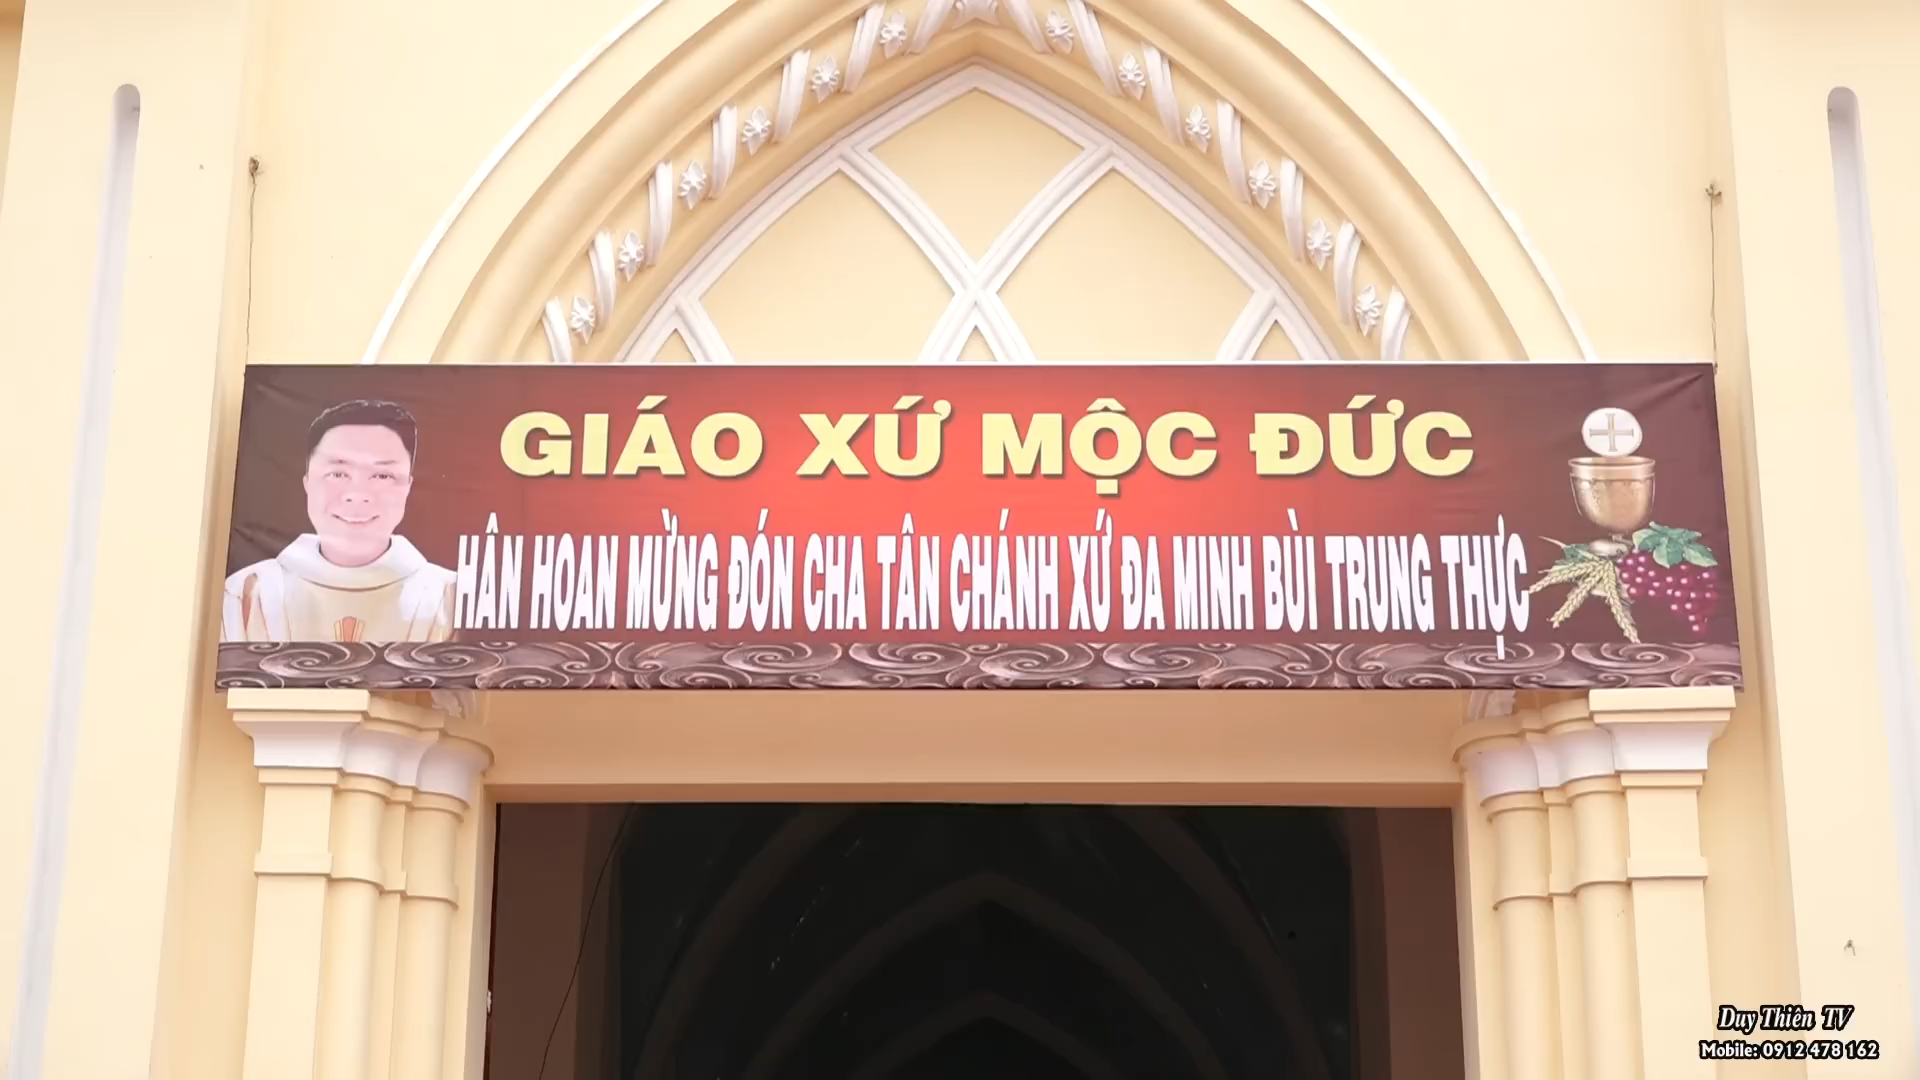 GIÁO XỨ MỘC ĐỨC
HÂN HOAN MỪNG ĐÓN CHA TÂN CHÁNH XỨ ĐA MINH BÙI TRUNG THỰC
Duy Thiên TV
Mobile: 0912 478 162